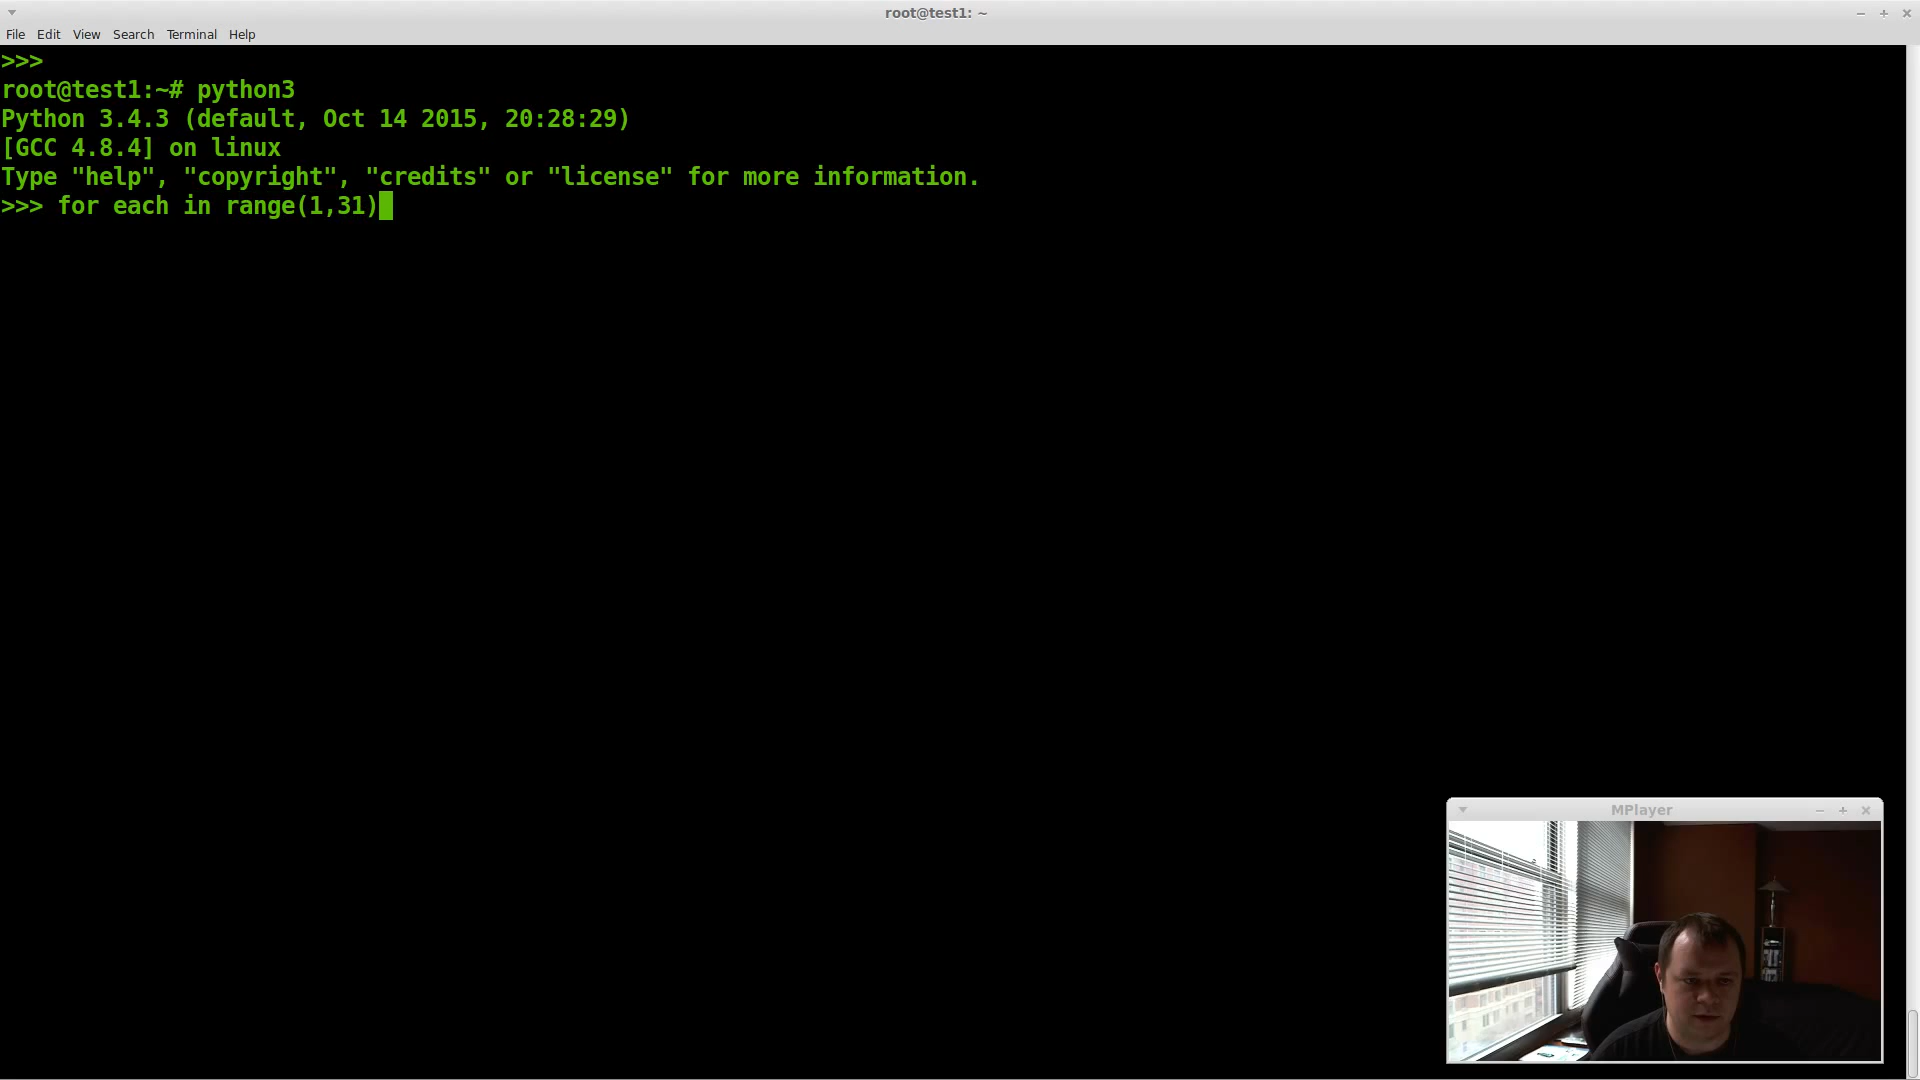 root@test1: ~
File Edit View Search Terminal Help
>>>
root@test1:~# python3
Python 3.4.3 (default, Oct 14 2015, 20:28:29)
[GCC 4.8.4] on linux
Type "help", "copyright", "credits" or "license" for more information.
>>> for each in range(1,31)
MPlayer